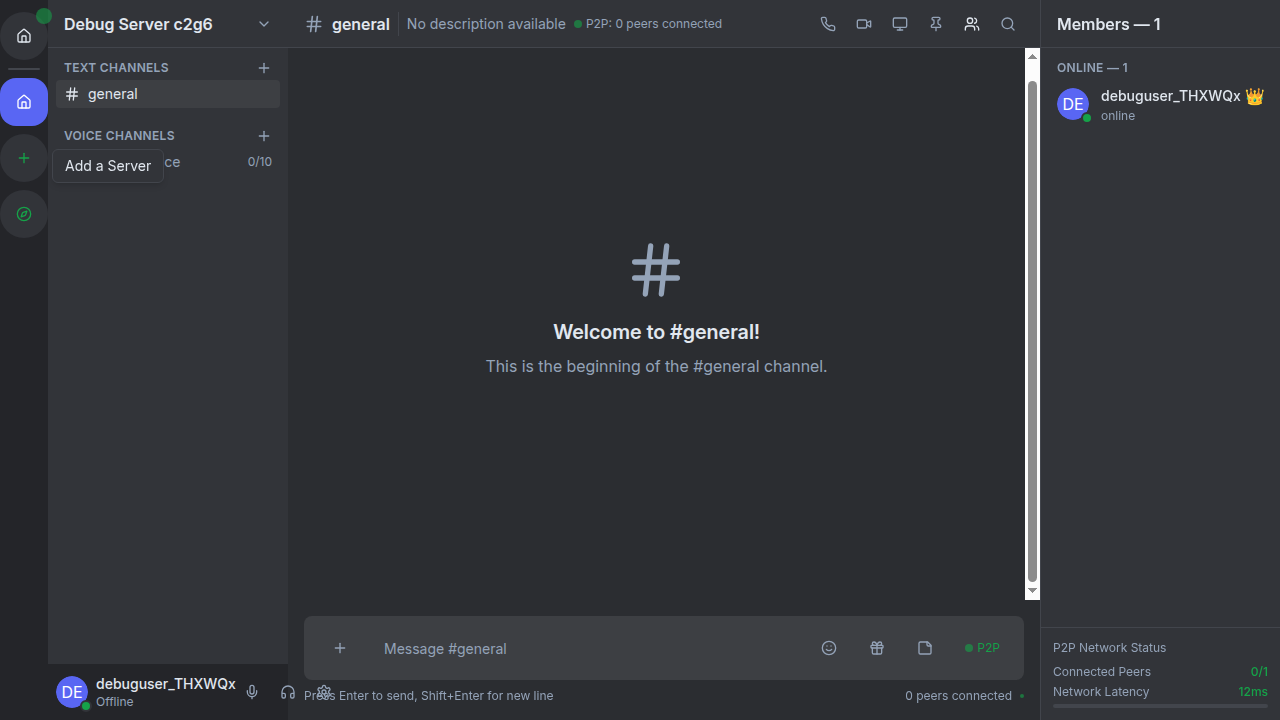 Debug Server c2g6
TEXT CHANNELS
general
VOICE CHANNELS
ce 0/10
Add a Server
debuguser_THXWQx
Offline
DE
general
No description available
P2P: 0 peers connected
Welcome to #general!
This is the beginning of the #general channel.
Message #general
P2P
Press Enter to send, Shift+Enter for new line
0 peers connected
Members — 1
ONLINE — 1
DE
debuguser_THXWQx 👑
online
P2P Network Status
Connected Peers 0/1
Network Latency 12ms